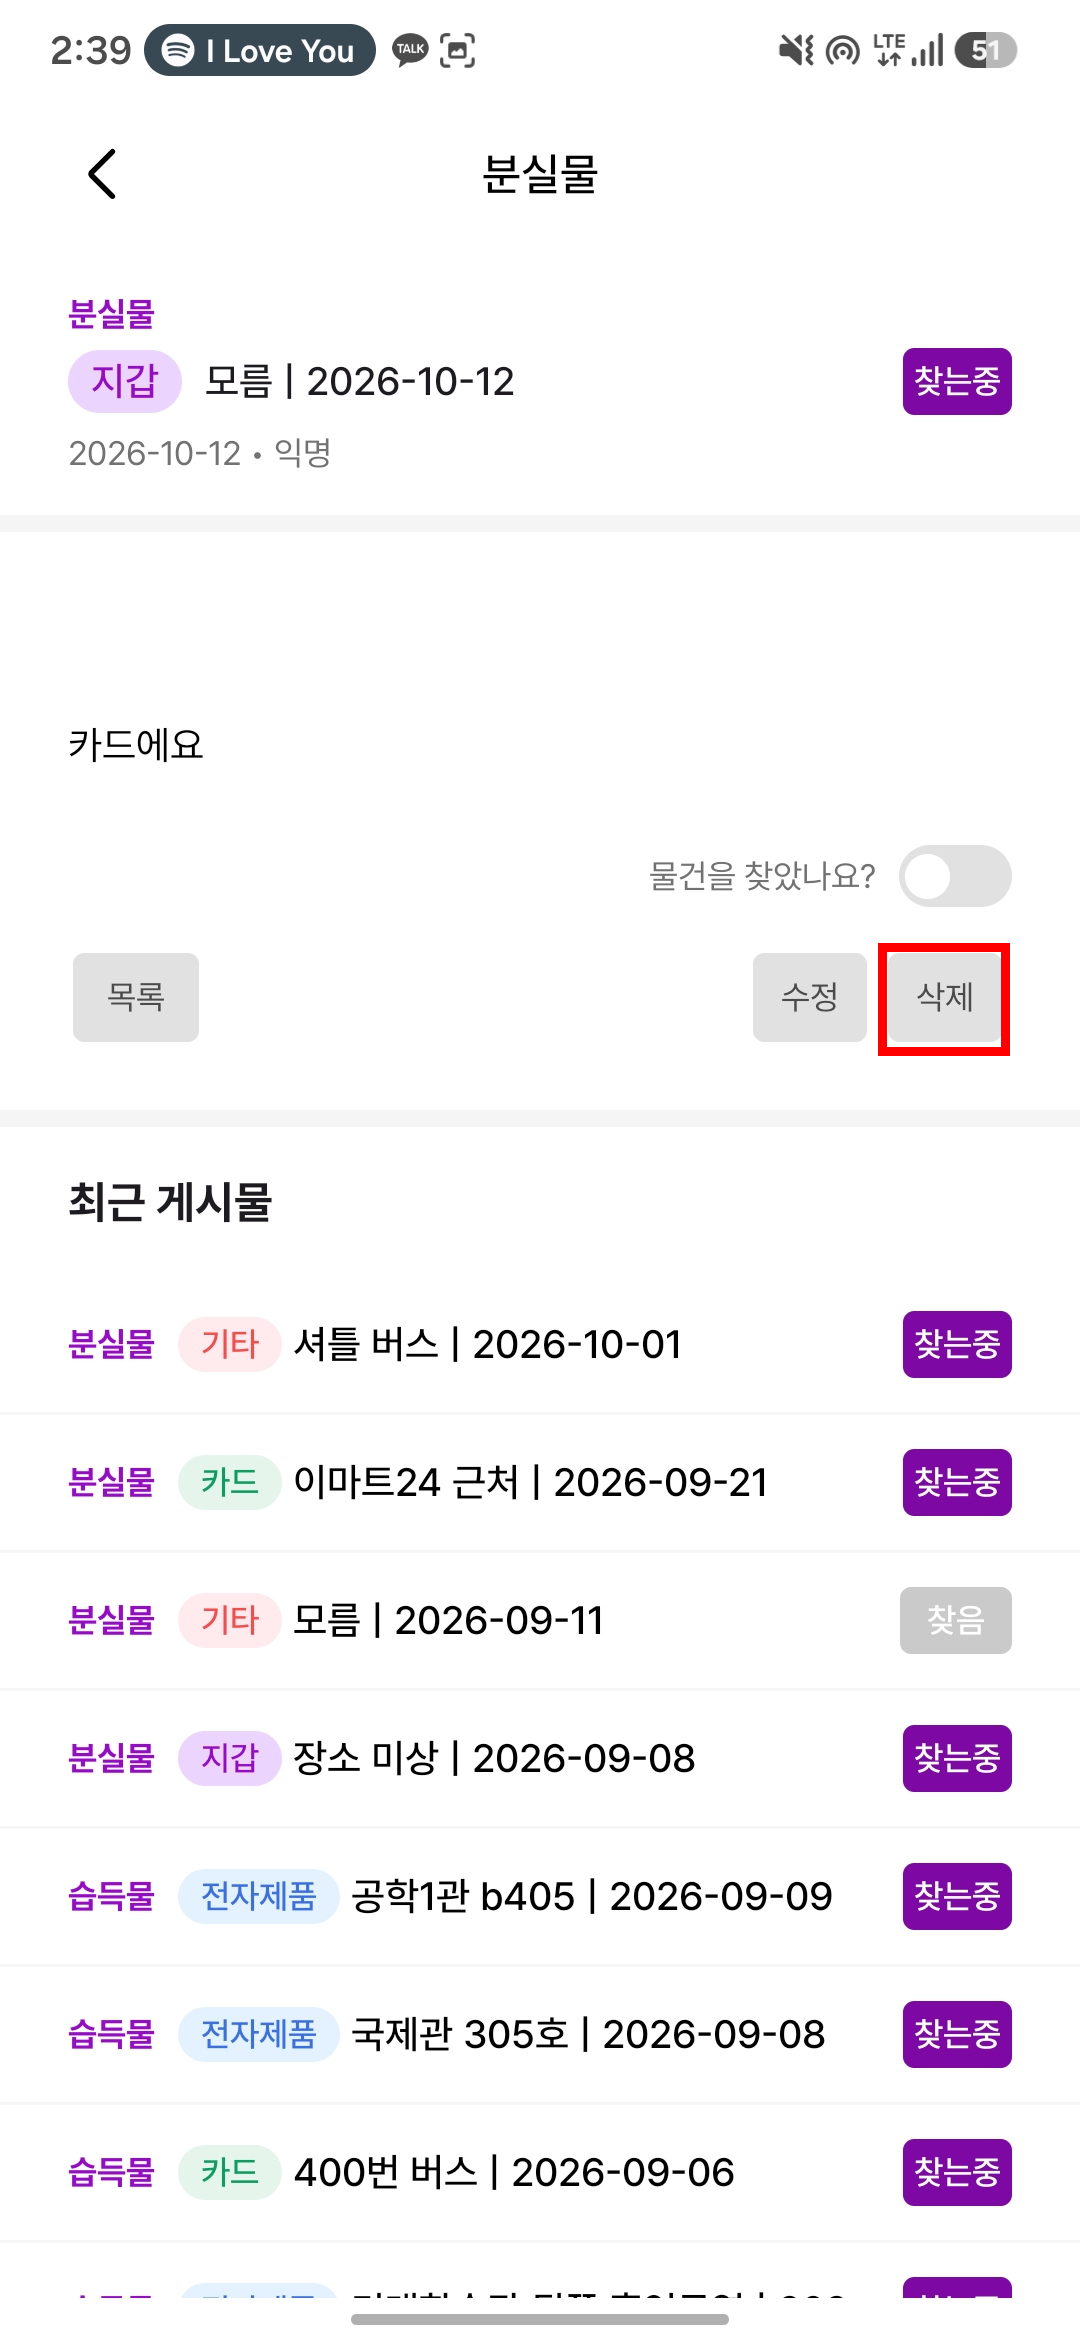 2:39 I Love You TALK LTE 51
분실물
분실물
지갑 모름 | 2026-10-12 찾는중
2026-10-12 • 익명
카드에요
물건을 찾았나요?
목록 수정 삭제
최근 게시물
분실물 기타 셔틀 버스 | 2026-10-01 찾는중
분실물 카드 이마트24 근처 | 2026-09-21 찾는중
분실물 기타 모름 | 2026-09-11 찾음
분실물 지갑 장소 미상 | 2026-09-08 찾는중
습득물 전자제품 공학1관 b405 | 2026-09-09 찾는중
습득물 전자제품 국제관 305호 | 2026-09-08 찾는중
습득물 카드 400번 버스 | 2026-09-06 찾는중